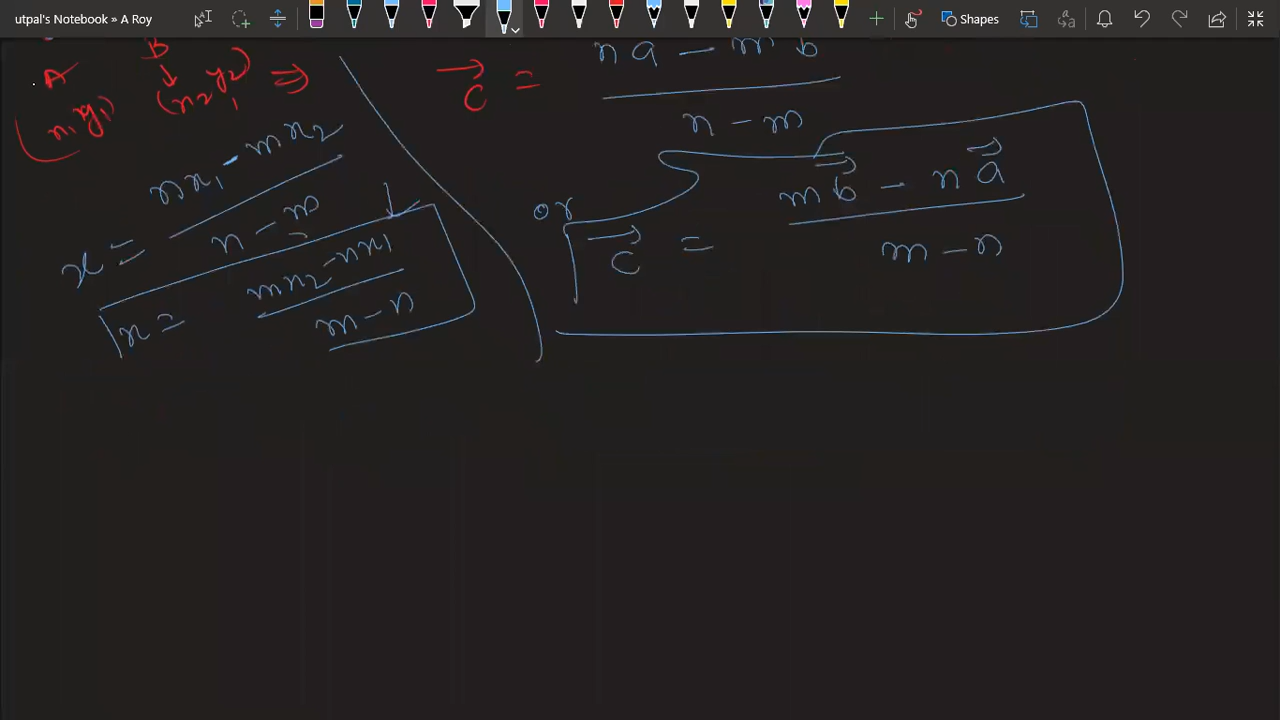 utpal's Notebook » A Roy
Shapes
A
B
(x₁, y₁)
(x₂, y₂) ⇒
x = (nx₁ - mx₂) / (n - m)
x = (mx₂ - nx₁) / (m - n)
c⃗ = (na - mb) / (n - m)
or
c⃗ = (m b⃗ - n a⃗) / (m - n)